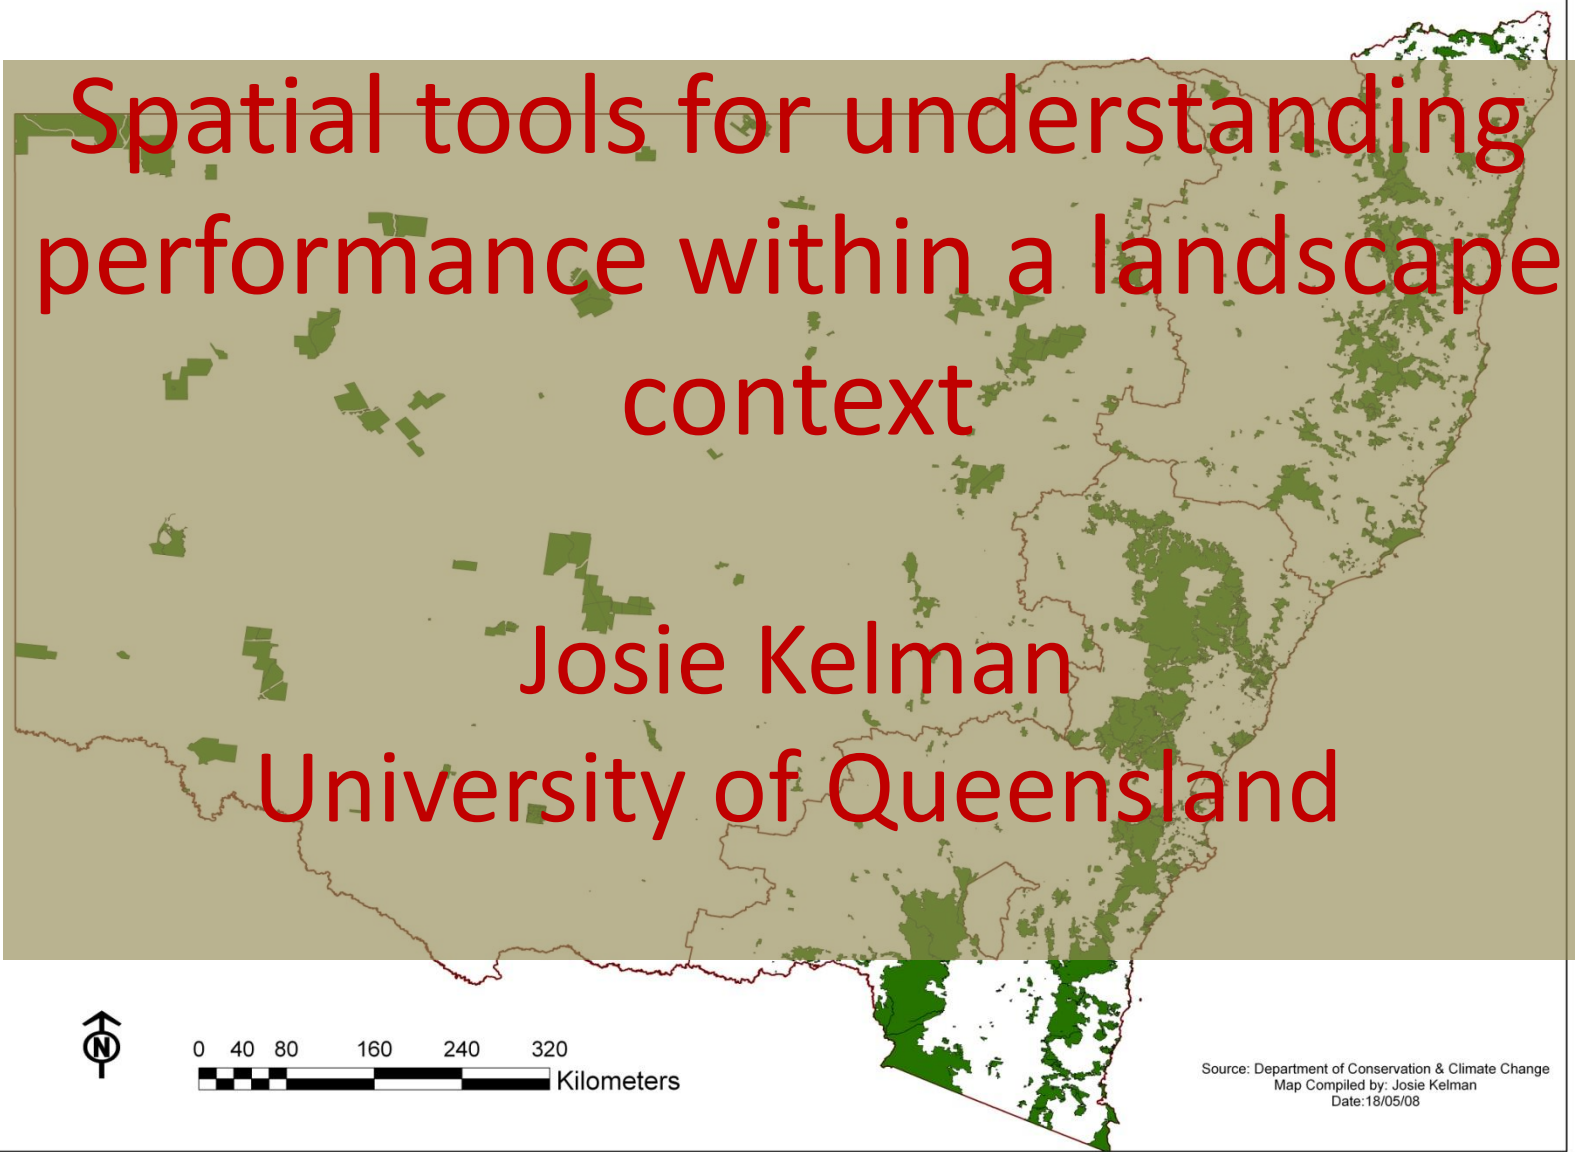 Spatial tools for understanding
performance within a landscape
context
Josie Kelman
University of Queensland
N
0 40 80 160 240 320
Kilometers
Source: Department of Conservation & Climate Change
Map Compiled by: Josie Kelman
Date:18/05/08